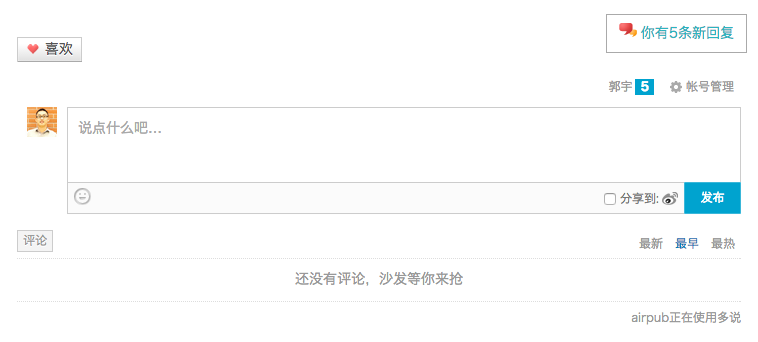 你有5条新回复
喜欢
郭宇 5 帐号管理
说点什么吧...
分享到: 发布
评论 最新 最早 最热
还没有评论，沙发等你来抢
airpub正在使用多说